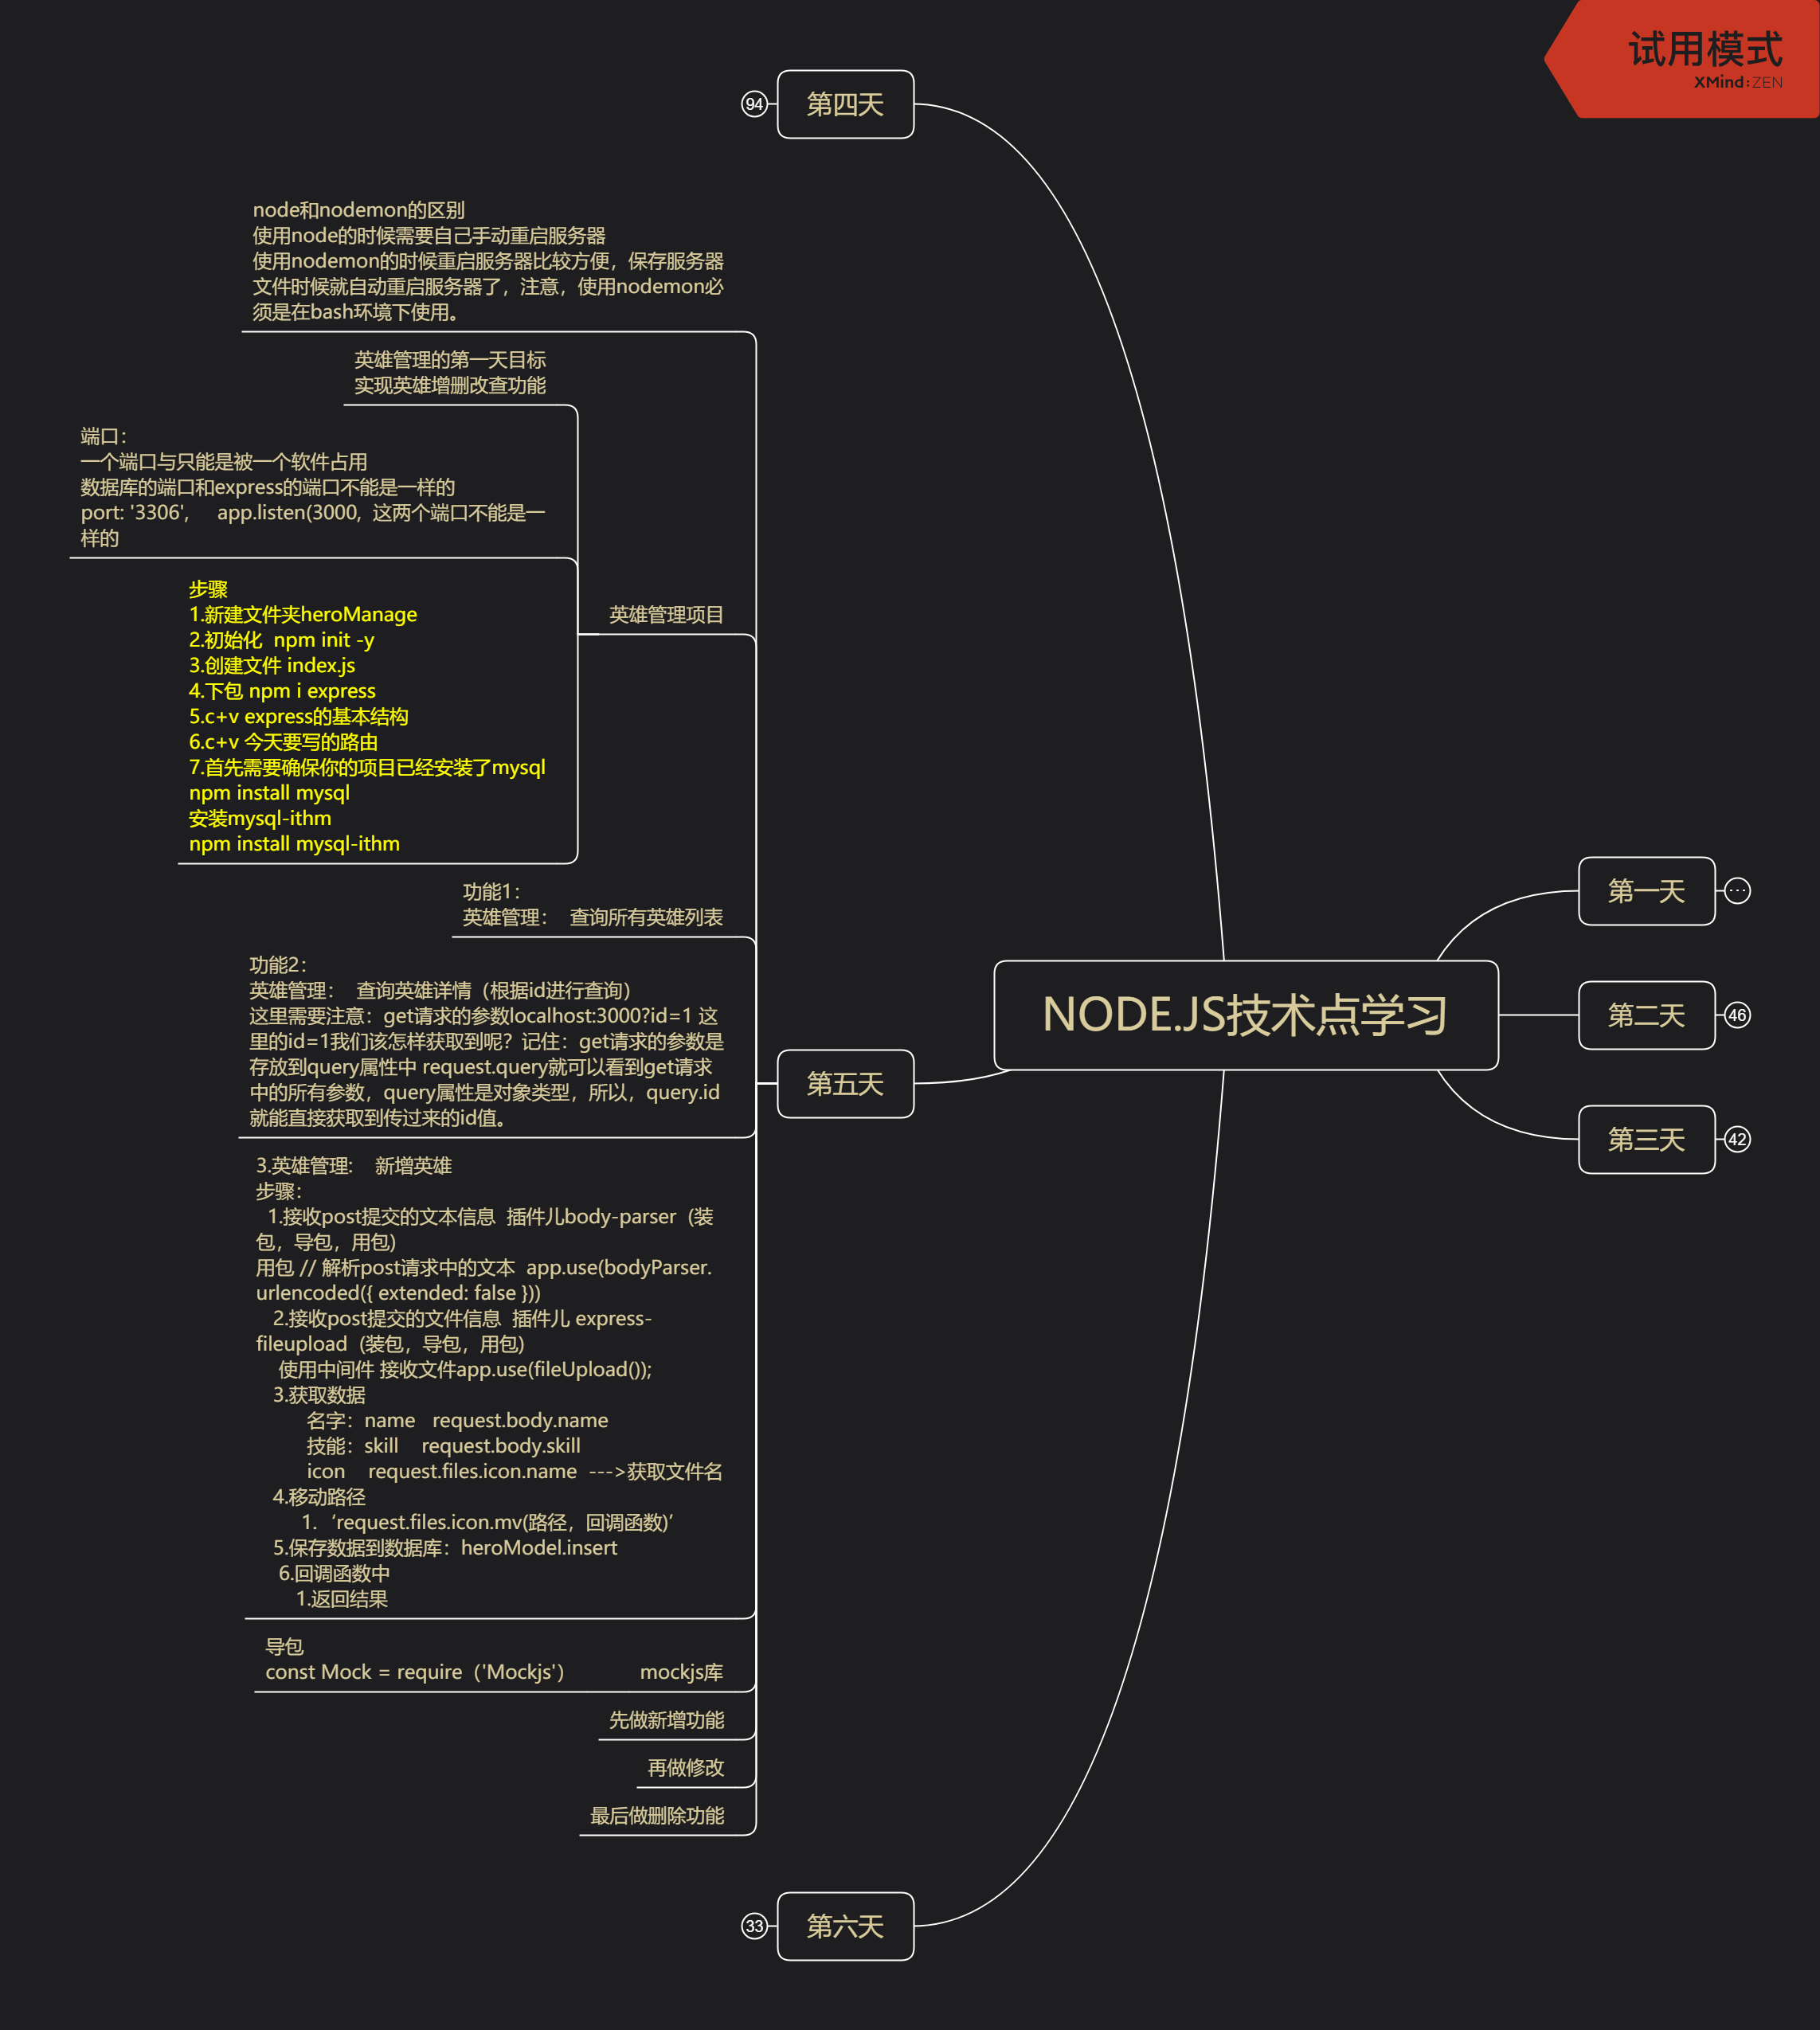 试用模式
XMind:ZEN
第四天
94
node和nodemon的区别
使用node的时候需要自己手动重启服务器
使用nodemon的时候重启服务器比较方便，保存服务器
文件时候就自动重启服务器了，注意，使用nodemon必
须是在bash环境下使用。
英雄管理的第一天目标
实现英雄增删改查功能
端口：
一个端口与只能是被一个软件占用
数据库的端口和express的端口不能是一样的
port: '3306',     app.listen(3000,  这两个端口不能是一
样的
步骤
1.新建文件夹heroManage
2.初始化  npm init -y
3.创建文件 index.js
4.下包 npm i express
5.c+v express的基本结构
6.c+v 今天要写的路由
7.首先需要确保你的项目已经安装了mysql
npm install mysql
安装mysql-ithm
npm install mysql-ithm
英雄管理项目
功能1：
英雄管理：  查询所有英雄列表
功能2：
英雄管理：  查询英雄详情（根据id进行查询）
这里需要注意：get请求的参数localhost:3000?id=1 这
里的id=1我们该怎样获取到呢？记住：get请求的参数是
存放到query属性中 request.query就可以看到get请求
中的所有参数，query属性是对象类型，所以，query.id
就能直接获取到传过来的id值。
3.英雄管理:    新增英雄
步骤：
1.接收post提交的文本信息  插件儿body-parser  (装
包，导包，用包)
用包 // 解析post请求中的文本  app.use(bodyParser.
urlencoded({ extended: false }))
2.接收post提交的文件信息  插件儿 express-
fileupload  (装包，导包，用包)
使用中间件 接收文件app.use(fileUpload());
3.获取数据
名字：name   request.body.name
技能：skill    request.body.skill
icon    request.files.icon.name  --->获取文件名
4.移动路径
1.  ‘request.files.icon.mv(路径，回调函数)’
5.保存数据到数据库：heroModel.insert
6.回调函数中
1.返回结果
导包
const Mock = require（'Mockjs'）
mockjs库
先做新增功能
再做修改
最后做删除功能
第五天
第六天
33
NODE.JS技术点学习
第一天
...
第二天
46
第三天
42